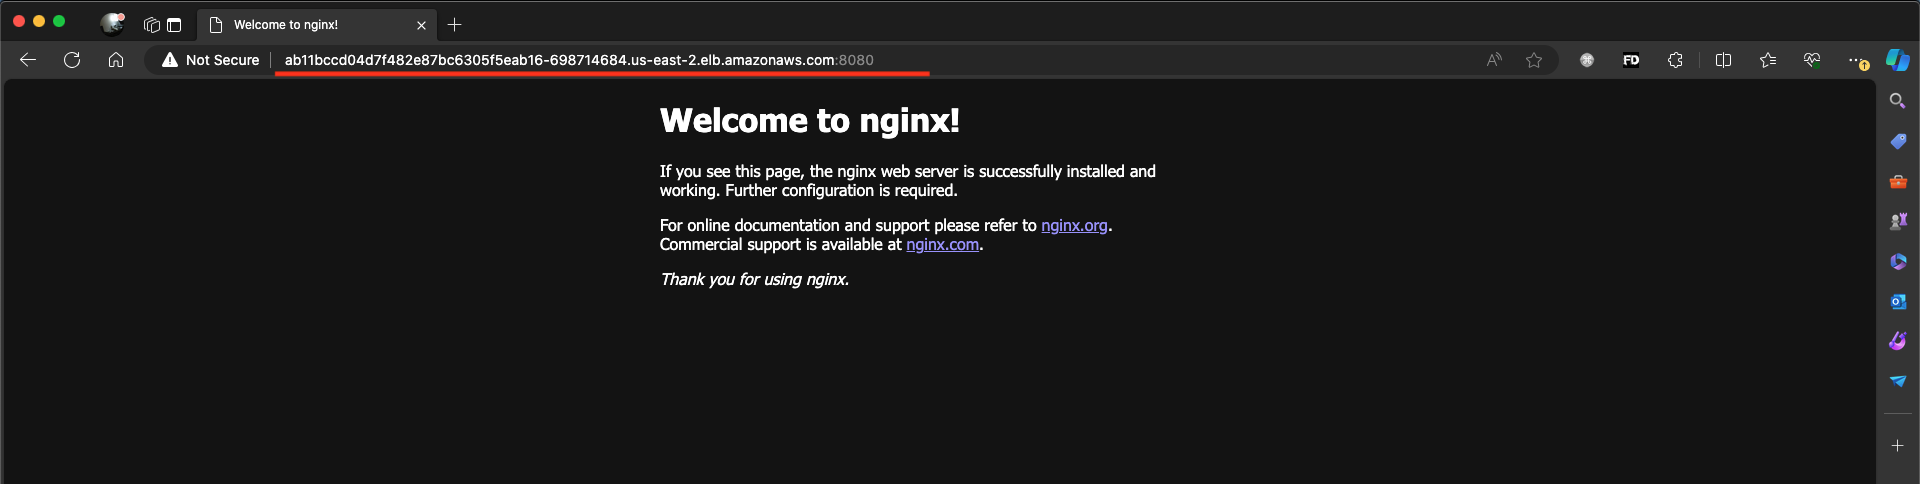 Welcome to nginx!
Not Secure
ab11bccd04d7f482e87bc6305f5eab16-698714684.us-east-2.elb.amazonaws.com:8080
FD
Welcome to nginx!
If you see this page, the nginx web server is successfully installed and
working. Further configuration is required.
For online documentation and support please refer to nginx.org.
Commercial support is available at nginx.com.
Thank you for using nginx.